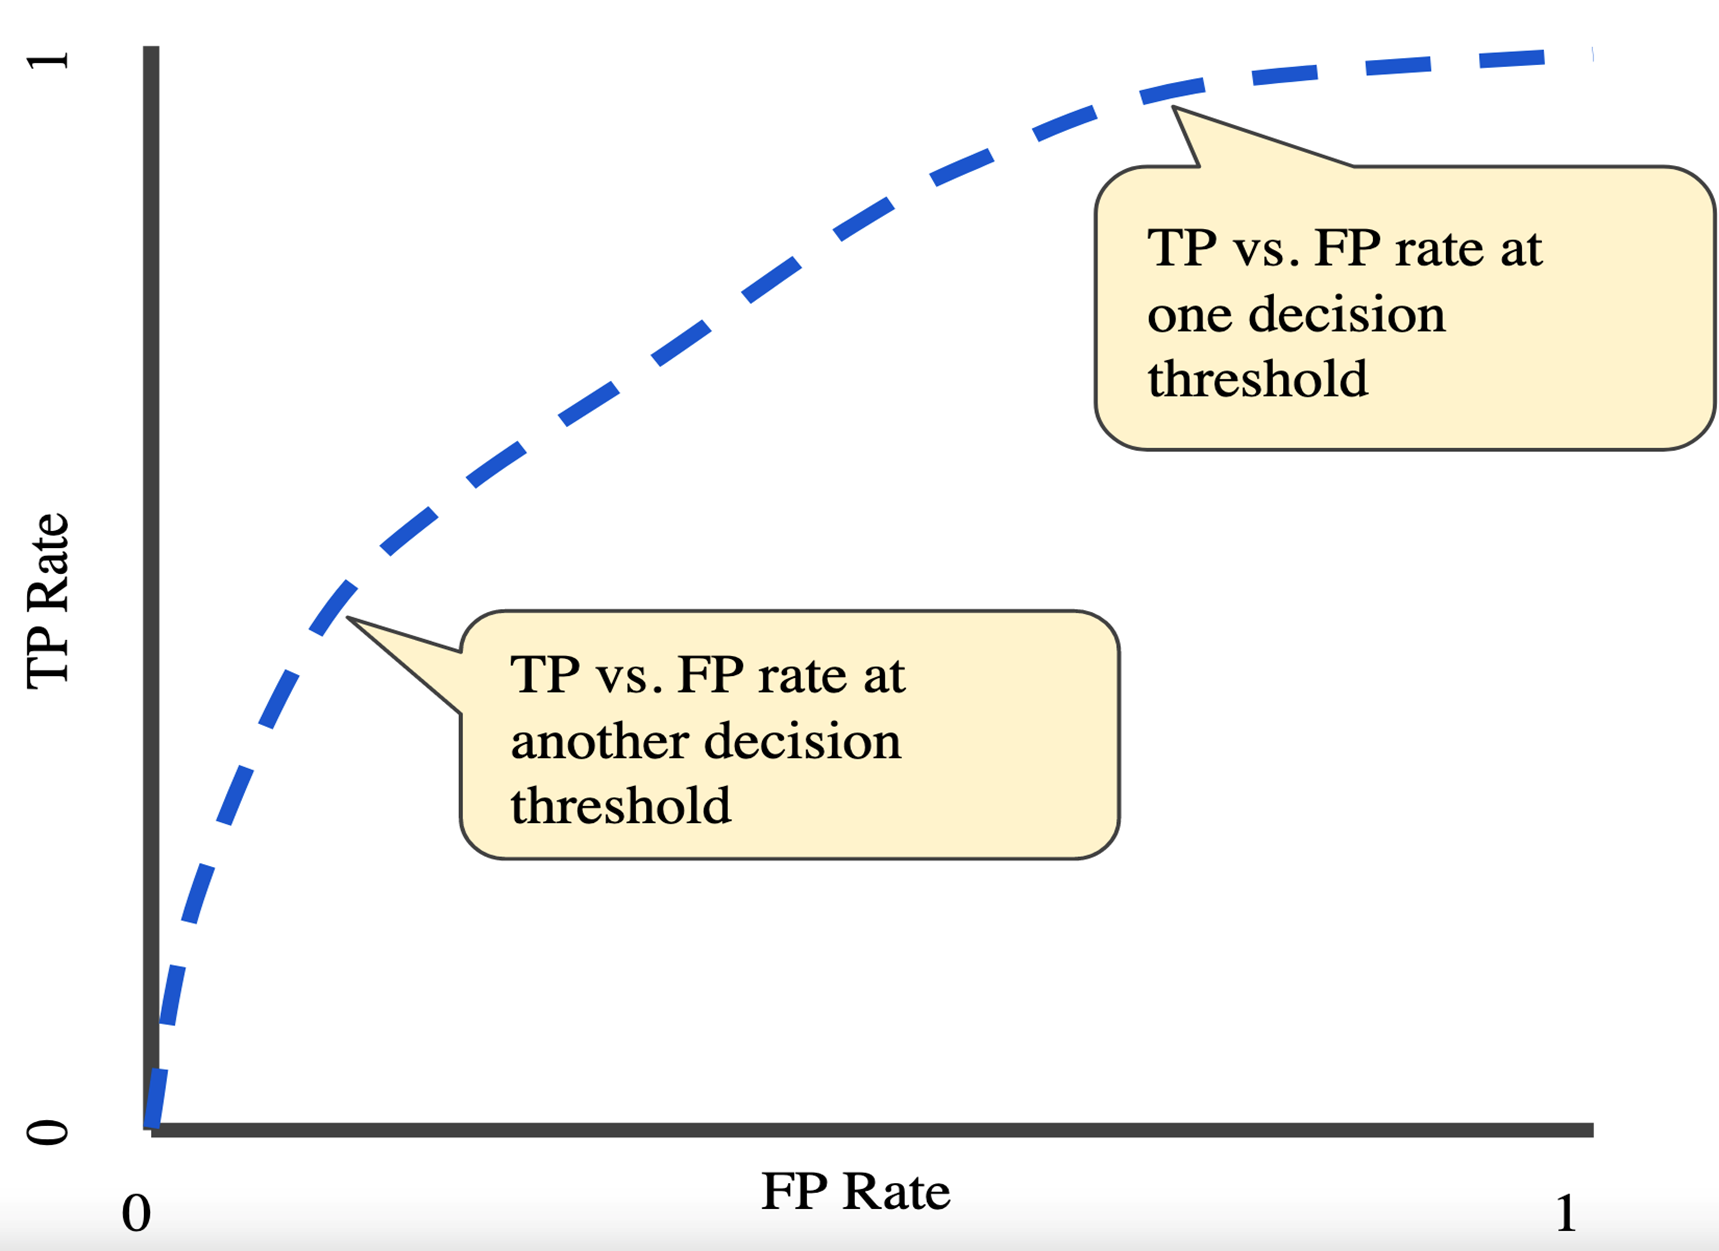 1
TP Rate
0
TP vs. FP rate at
one decision
threshold
TP vs. FP rate at
another decision
threshold
0
FP Rate
1